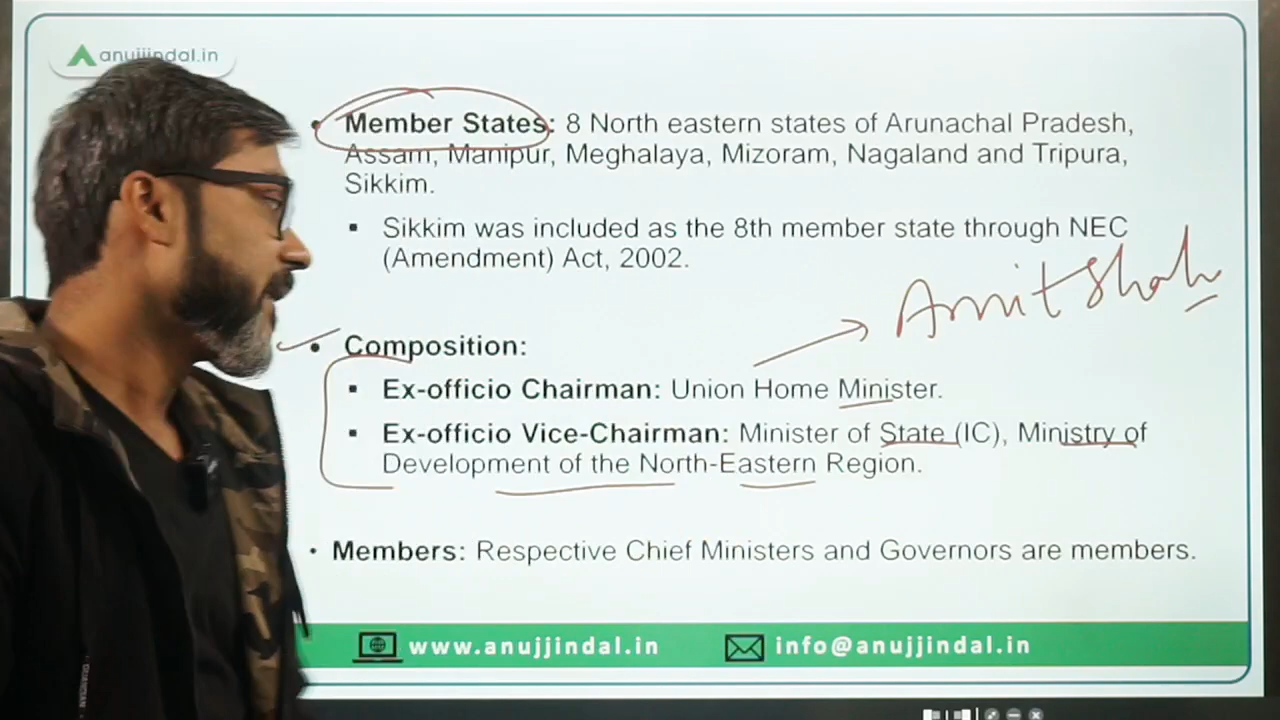 anujjindal.in
• Member States: 8 North eastern states of Arunachal Pradesh,
Assam, Manipur, Meghalaya, Mizoram, Nagaland and Tripura,
Sikkim.
▪ Sikkim was included as the 8th member state through NEC
(Amendment) Act, 2002.
Amit Shah
• Composition:
▪ Ex-officio Chairman: Union Home Minister.
▪ Ex-officio Vice-Chairman: Minister of State (IC), Ministry of
Development of the North-Eastern Region.
• Members: Respective Chief Ministers and Governors are members.
www.anujjindal.in
info@anujjindal.in